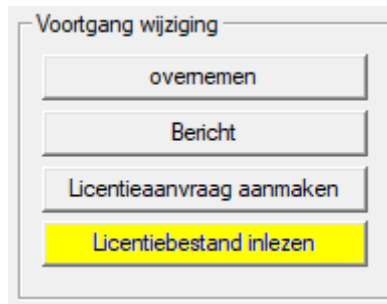 Voortgang wijziging
overnemen
Bericht
Licentieaanvraag aanmaken
Licentiebestand inlezen